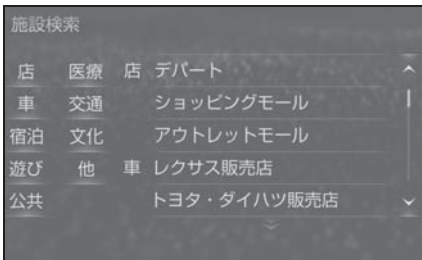 施設検索
店 医療 店 デパート
車 交通 ショッピングモール
宿泊 文化 アウトレットモール
遊び 他 車 レクサス販売店
公共 トヨタ・ダイハツ販売店